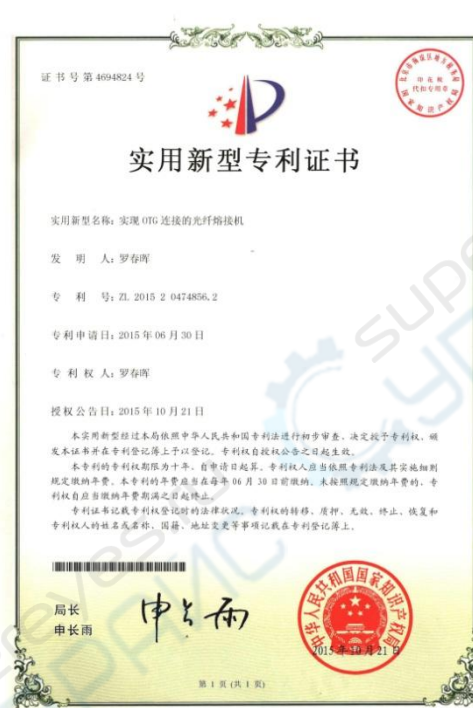 证书号第4694824号
实用新型专利证书
实用新型名称：实现OTG连接的光纤熔接机
发 明 人：罗春晖
专 利 号：ZL 2015 2 0474856.2
专利申请日：2015年06月30日
专 利 权 人：罗春晖
授权公告日：2015年10月21日
本实用新型经过本局依照中华人民共和国专利法进行初步审查，决定授予专利权，颁
发本证书并在专利登记簿上予以登记。专利权自授权公告之日起生效。
本专利的专利权期限为十年，自申请日起算。专利权人应当依照专利法及其实施细则
规定缴纳年费。本专利的年费应当在每年06月30日前缴纳。未按照规定缴纳年费的，专
利权自应当缴纳年费期满之日起终止。
专利证书记载专利权登记时的法律状况。专利权的转移、质押、无效、终止、恢复和
专利权人的姓名或名称、国籍、地址变更等事项记载在专利登记簿上。
局长
申长雨
申长雨
中华人民共和国国家知识产权局
2015年10月21日
第 1 页 (共 1 页)